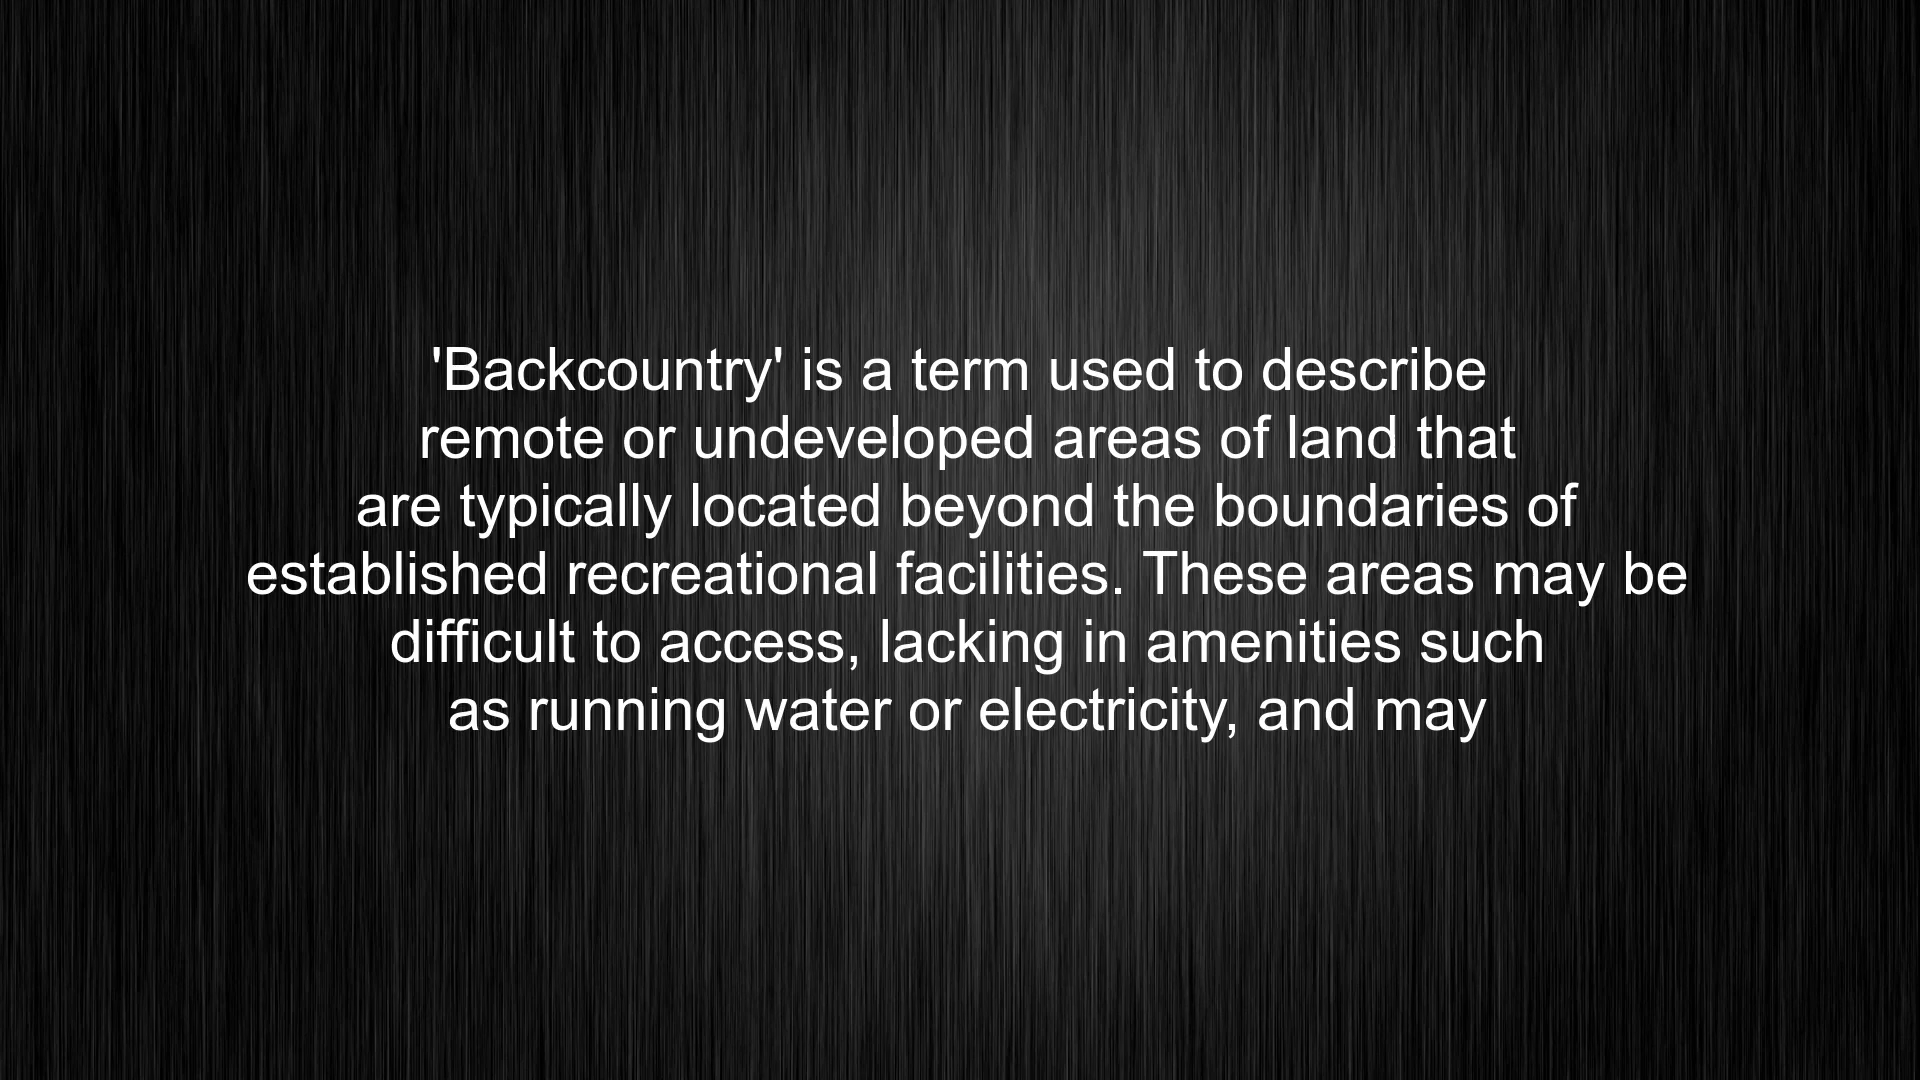 'Backcountry' is a term used to describe
remote or undeveloped areas of land that
are typically located beyond the boundaries of
established recreational facilities. These areas may be
difficult to access, lacking in amenities such
as running water or electricity, and may